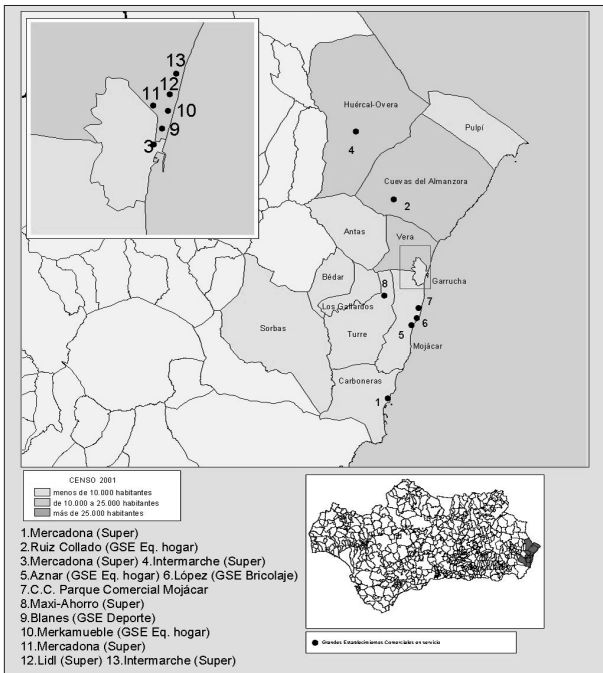 13
12
11
10
9
3
Huércal-Overa
4
Pulpí
Cuevas del Almanzora
2
Antas
Vera
Bédar
8
Garrucha
Los Gallardos
7
6
5
Sorbas
Turre
Mojácar
Carboneras
1
CENSO 2001
menos de 10.000 habitantes
de 10.000 a 25.000 habitantes
más de 25.000 habitantes
1.Mercadona (Super)
2.Ruiz Collado (GSE Eq. hogar)
3.Mercadona (Super) 4.Intermarche (Super)
5.Aznar (GSE Eq. hogar) 6.López (GSE Bricolaje)
7.C.C. Parque Comercial Mojácar
8.Maxi-Ahorro (Super)
9.Blanes (GSE Deporte)
10.Merkamueble (GSE Eq. hogar)
11.Mercadona (Super)
12.Lidl (Super) 13.Intermarche (Super)
Grandes Establecimientos Comerciales en servicio